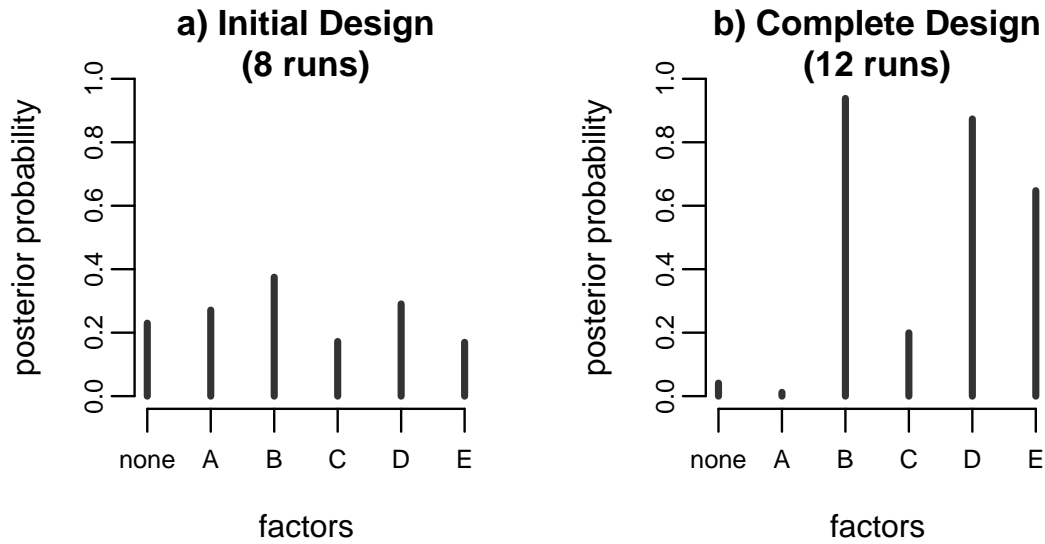 a) Initial Design
(8 runs)
posterior probability
0.0 0.2 0.4 0.6 0.8 1.0
none A B C D E
factors
b) Complete Design
(12 runs)
posterior probability
0.0 0.2 0.4 0.6 0.8 1.0
none A B C D E
factors